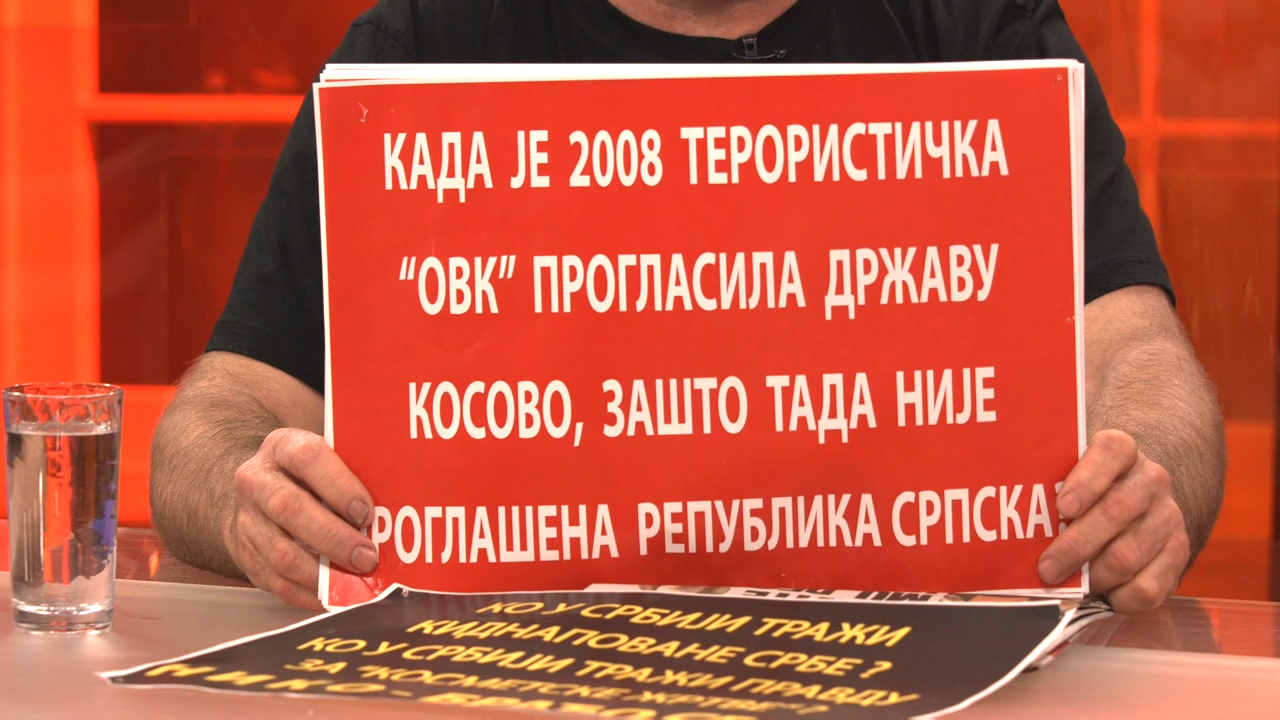 КАДА ЈЕ 2008 ТЕРОРИСТИЧКА
“ОВК” ПРОГЛАСИЛА ДРЖАВУ
КОСОВО, ЗАШТО ТАДА НИЈЕ
РОГЛАШЕНА РЕПУБЛИКА СРПСКА?
КО У СРБИЈИ ТРАЖИ
КИДНАПОВАНЕ СРБЕ ?
КО У СРБИЈИ ТРАЖИ ПРАВДУ
ЗА “КОСМЕТСКЕ ЖРТВЕ“?
НИКО-